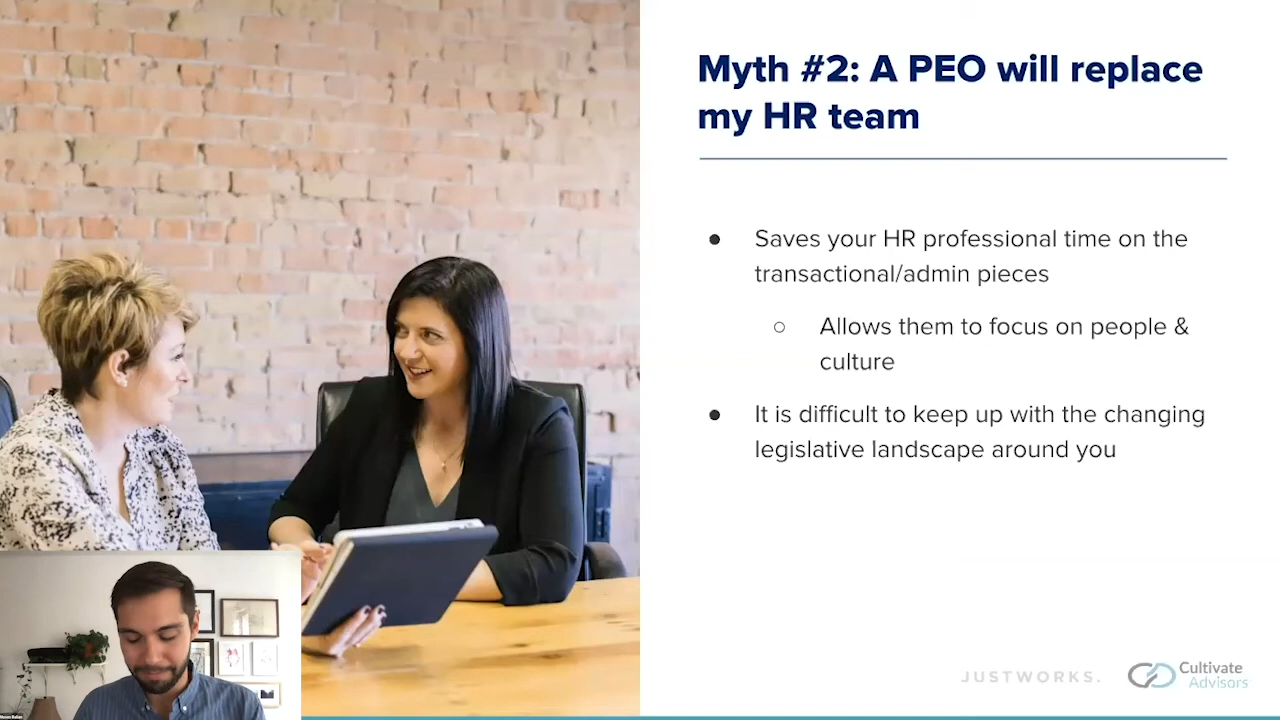 Myth #2: A PEO will replace
my HR team
● Saves your HR professional time on the
transactional/admin pieces
○ Allows them to focus on people &
culture
● It is difficult to keep up with the changing
legislative landscape around you
JUSTWORKS.
Cultivate
Advisors